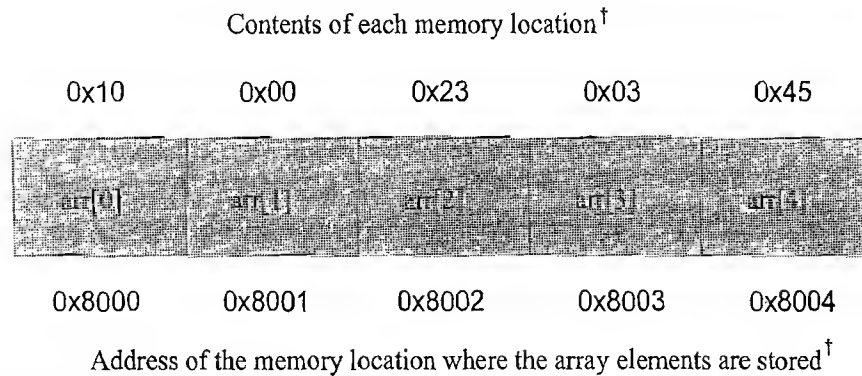 Contents of each memory location†
0x10 0x00 0x23 0x03 0x45
arr[0] arr[1] arr[2] arr[3] arr[4]
0x8000 0x8001 0x8002 0x8003 0x8004
Address of the memory location where the array elements are stored†